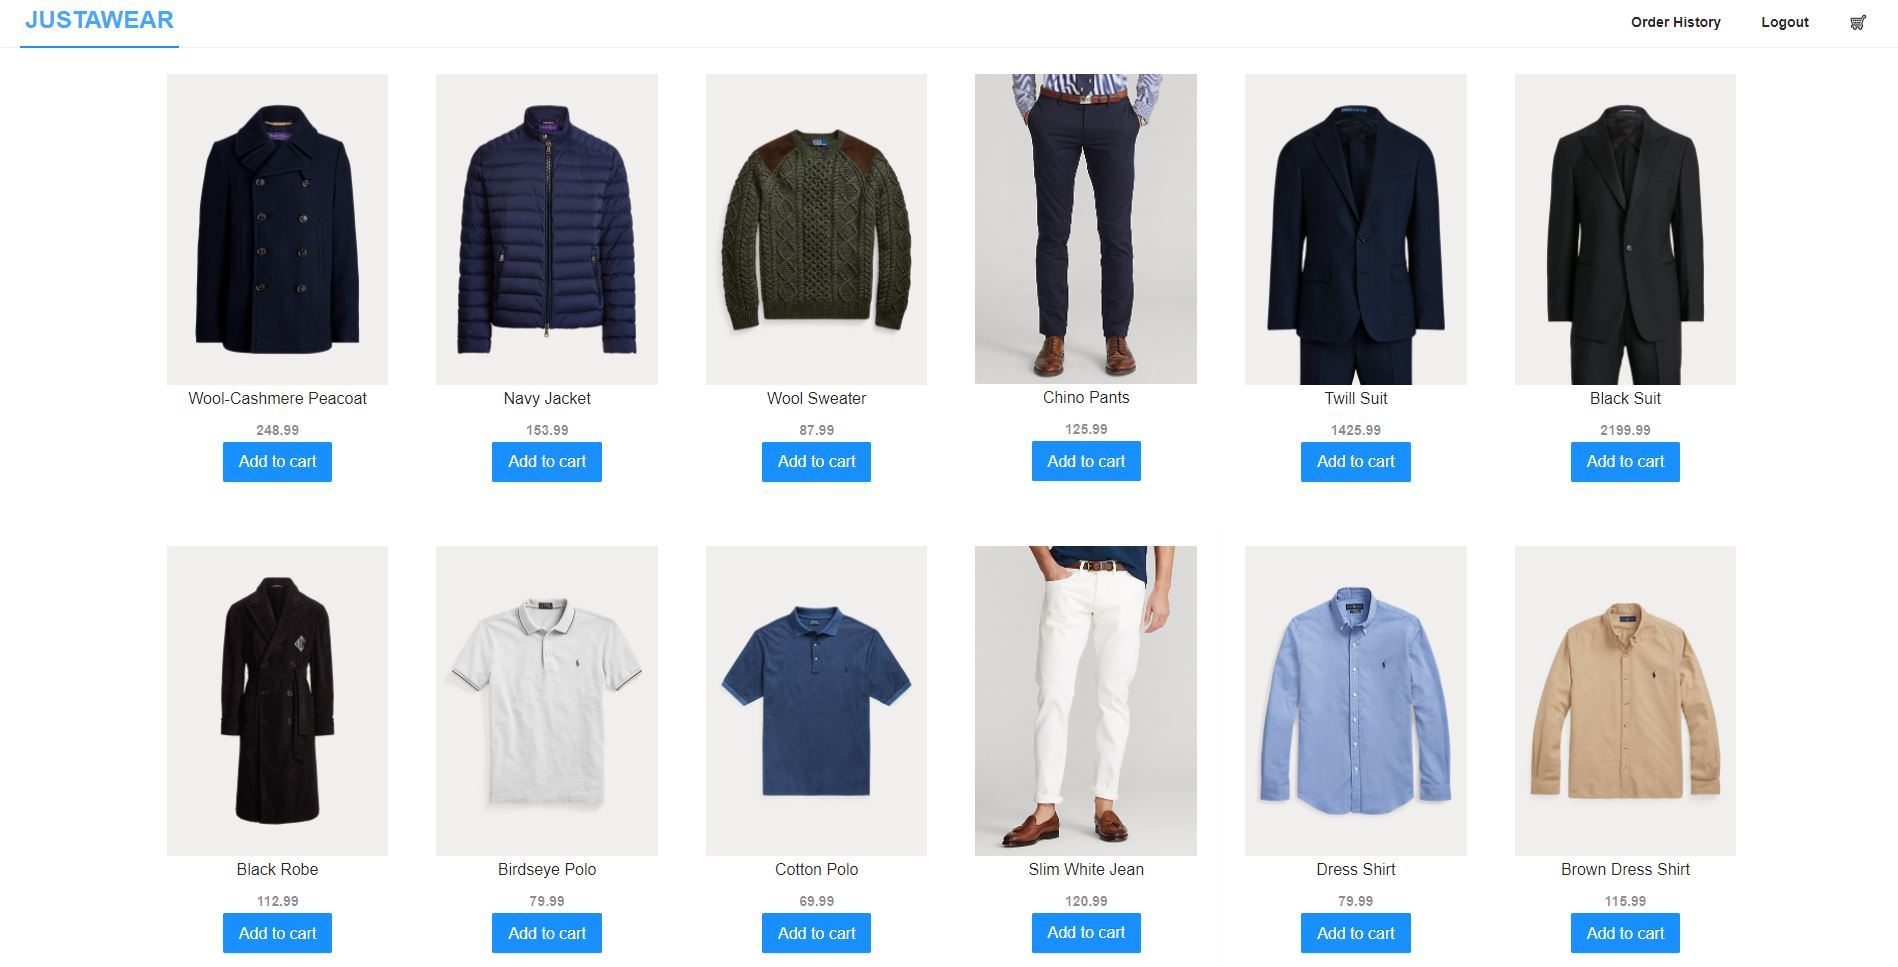 JUSTAWEAR
Order History
Logout
Wool-Cashmere Peacoat
248.99
Add to cart
Navy Jacket
153.99
Add to cart
Wool Sweater
87.99
Add to cart
Chino Pants
125.99
Add to cart
Twill Suit
1425.99
Add to cart
Black Suit
2199.99
Add to cart
Black Robe
112.99
Add to cart
Birdseye Polo
79.99
Add to cart
Cotton Polo
69.99
Add to cart
Slim White Jean
120.99
Add to cart
Dress Shirt
79.99
Add to cart
Brown Dress Shirt
115.99
Add to cart